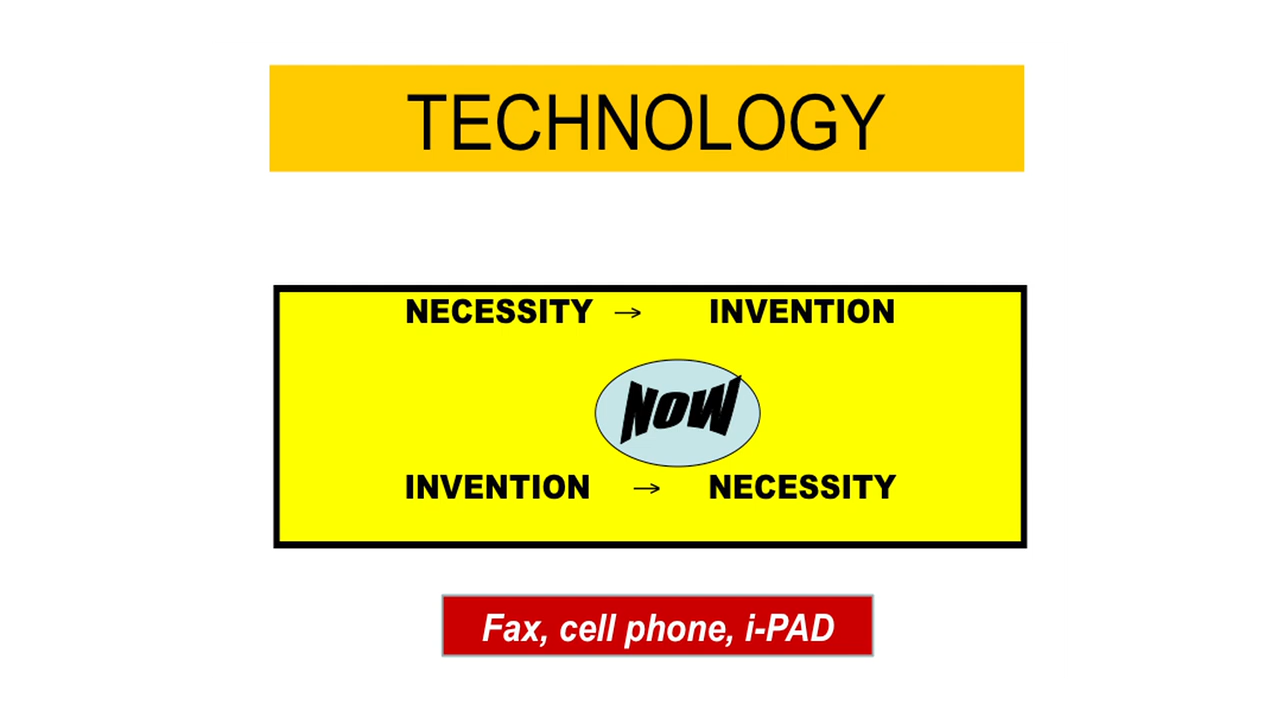 TECHNOLOGY
NECESSITY → INVENTION
NOW
INVENTION → NECESSITY
Fax, cell phone, i-PAD